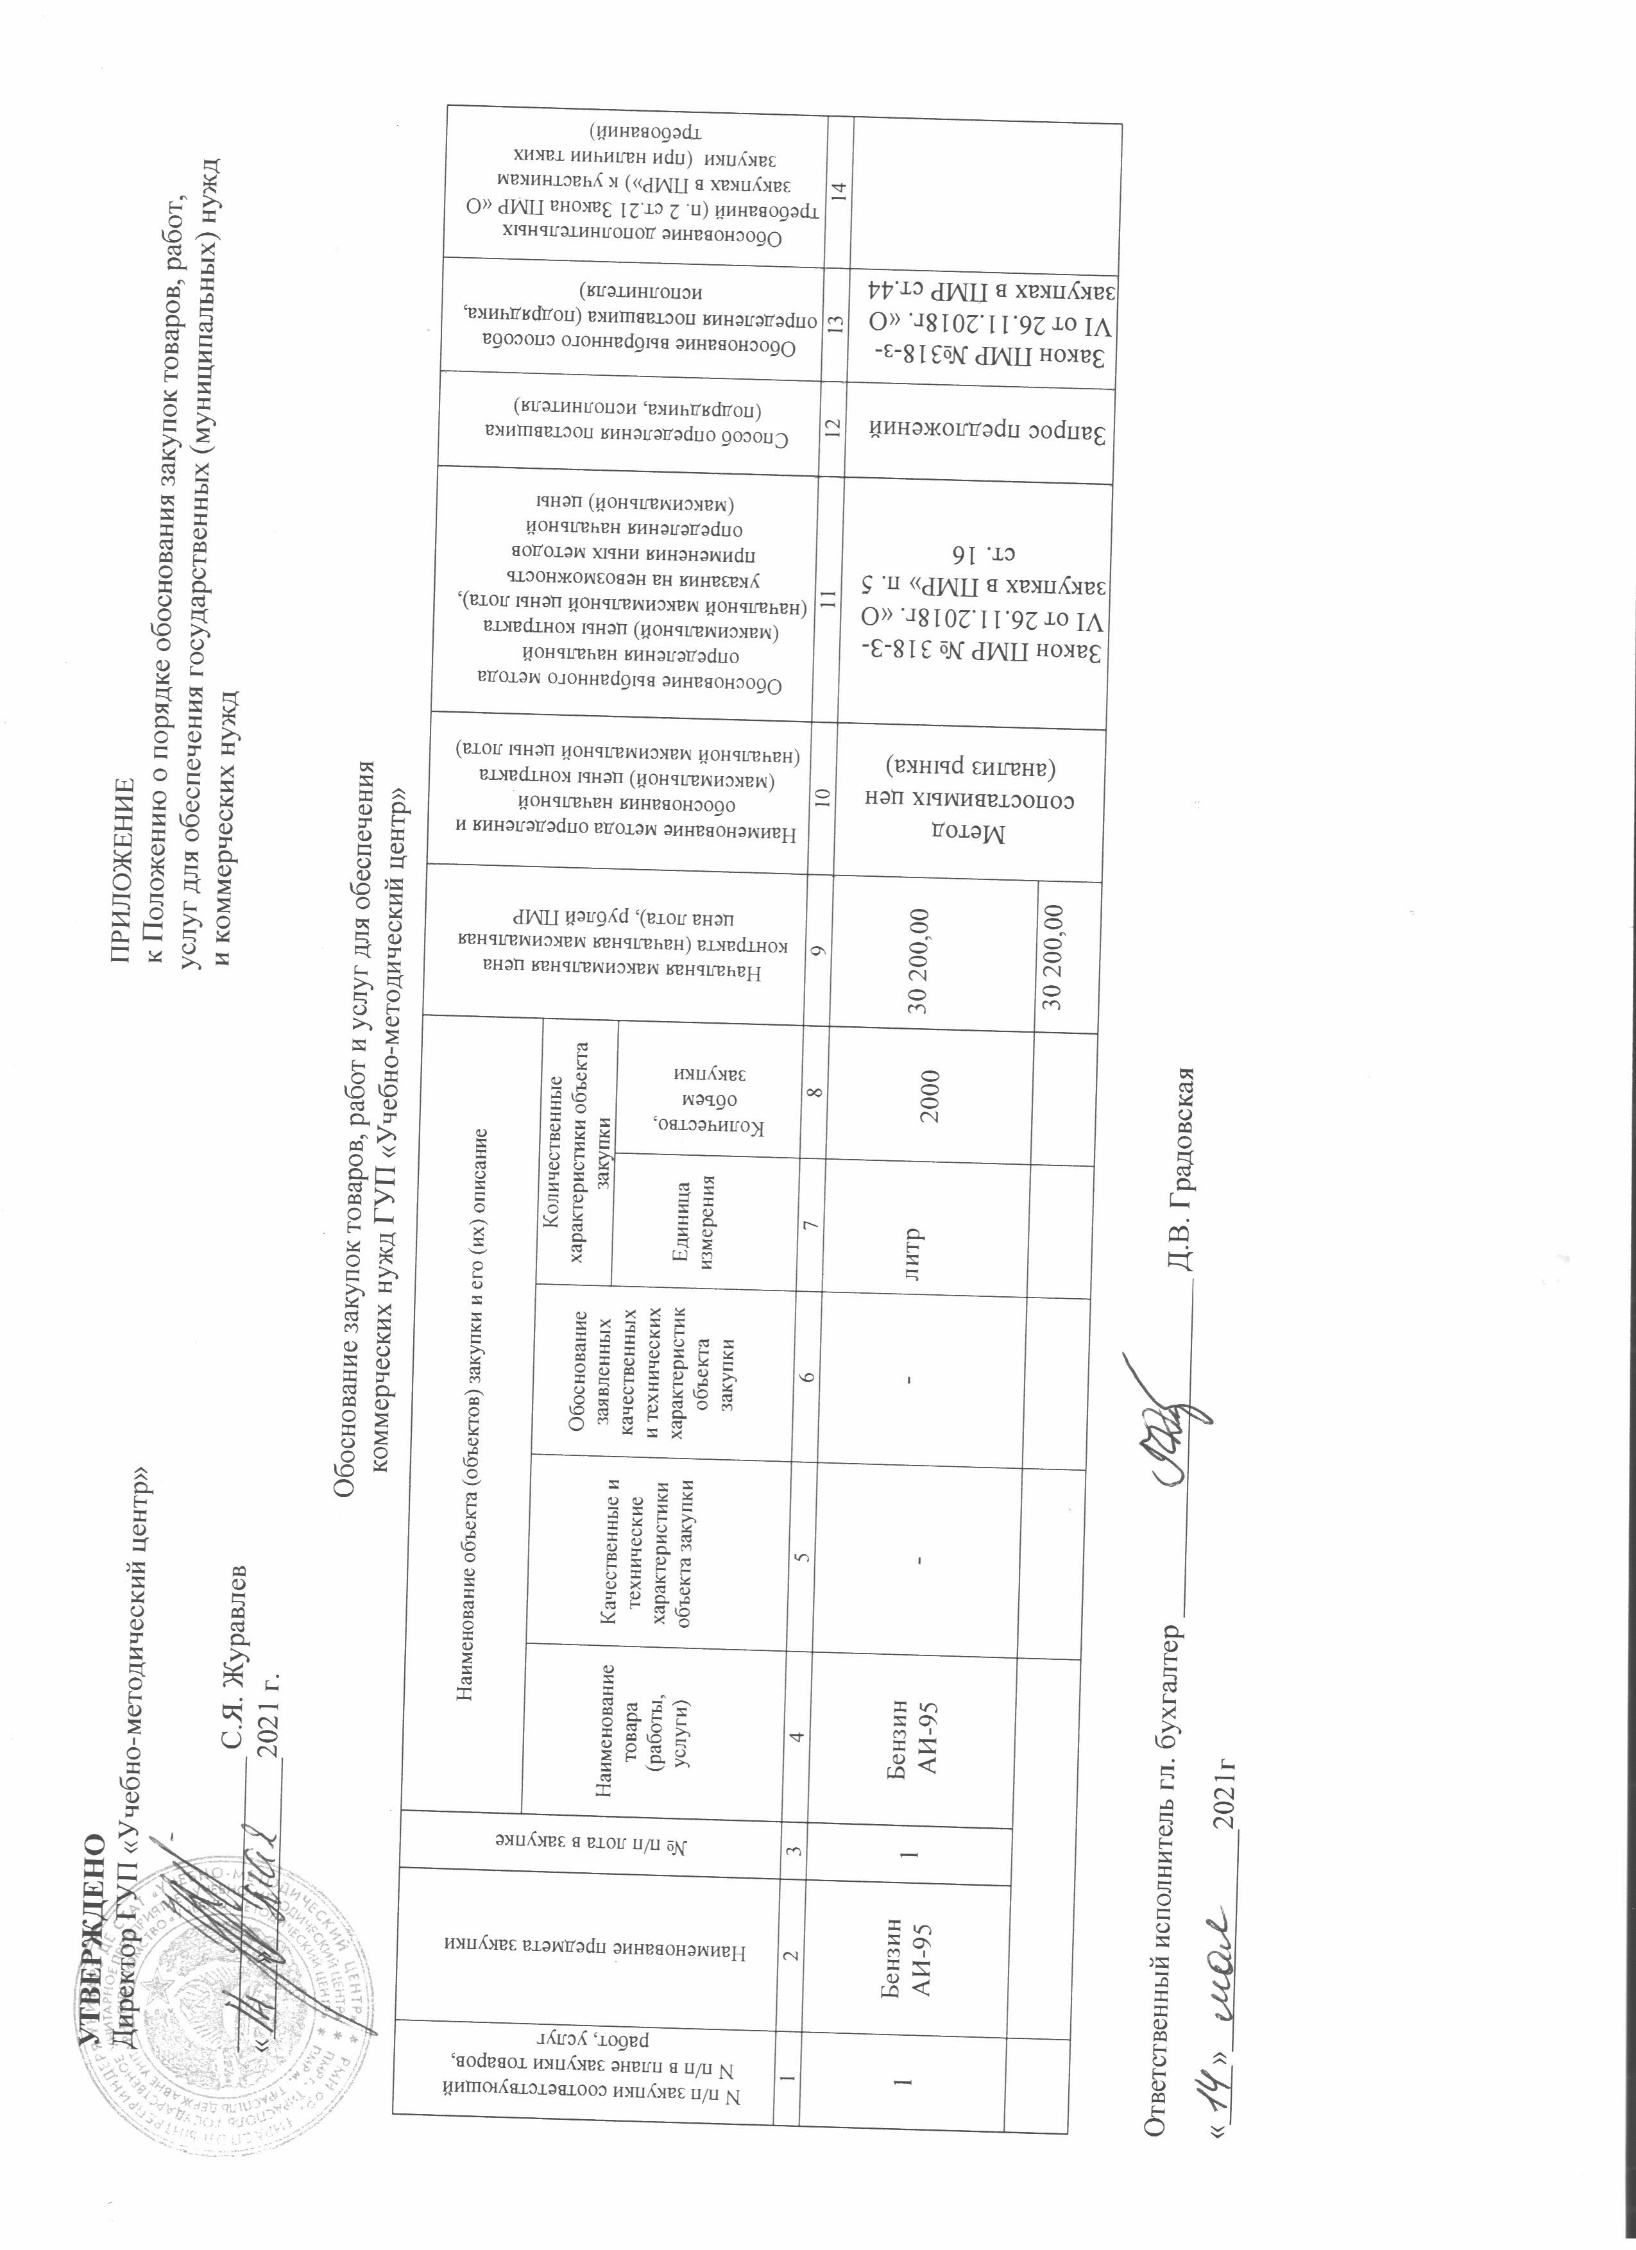 УТВЕРЖДЕНО
Директор ГУП «Учебно-методический центр»
С.Я. Журавлев
«14» мая 2021 г.
ПРИЛОЖЕНИЕ
к Положению о порядке обоснования закупок товаров, работ,
услуг для обеспечения государственных (муниципальных) нужд
и коммерческих нужд
Обоснование закупок товаров, работ и услуг для обеспечения
коммерческих нужд ГУП «Учебно-методический центр»
N п/п закупки соответствующий
N п/п в плане закупки товаров,
работ, услуг
Наименование предмета закупки
№ п/п лота в закупке
Наименование объекта (объектов) закупки и его (их) описание
Наименование
товара
(работы,
услуги)
Качественные и
технические
характеристики
объекта закупки
Обоснование
заявленных
качественных
и технических
характеристик
объекта
закупки
Количественные
характеристики объекта
закупки
Единица
измерения
Количество,
объем
закупки
Начальная максимальная цена
контракта (начальная максимальная
цена лота), рублей ПМР
Наименование метода определения и
обоснования начальной
(максимальной) цены контракта
(начальной максимальной цены лота)
Обоснование выбранного метода
определения начальной
(максимальной) цены контракта
(начальной максимальной цены лота),
указания на невозможность
применения иных методов
определения начальной
(максимальной) цены
Способ определения поставщика
(подрядчика, исполнителя)
Обоснование выбранного способа
определения поставщика (подрядчика,
исполнителя)
Обоснование дополнительных
требований (п. 2 ст.21 Закона ПМР «О
закупках в ПМР») к участникам
закупки (при наличии таких
требований)
1 2 3 4 5 6 7 8 9 10 11 12 13 14
1
Бензин
АИ-95
1
Бензин
АИ-95
-
-
литр
2000
30 200,00
Метод
сопоставимых цен
(анализ рынка)
Закон ПМР № 318-З-
VI от 26.11.2018г. «О
закупках в ПМР» п. 5
ст. 16
Запрос предложений
Закон ПМР №318-з-
VI от 26.11.2018г. «О
закупках в ПМР ст.44
30 200,00
Ответственный исполнитель гл. бухгалтер Д.В. Градовская
«14» мая 2021г